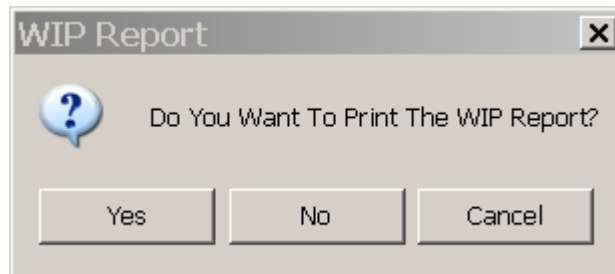 WIP Report
Do You Want To Print The WIP Report?
Yes
No
Cancel